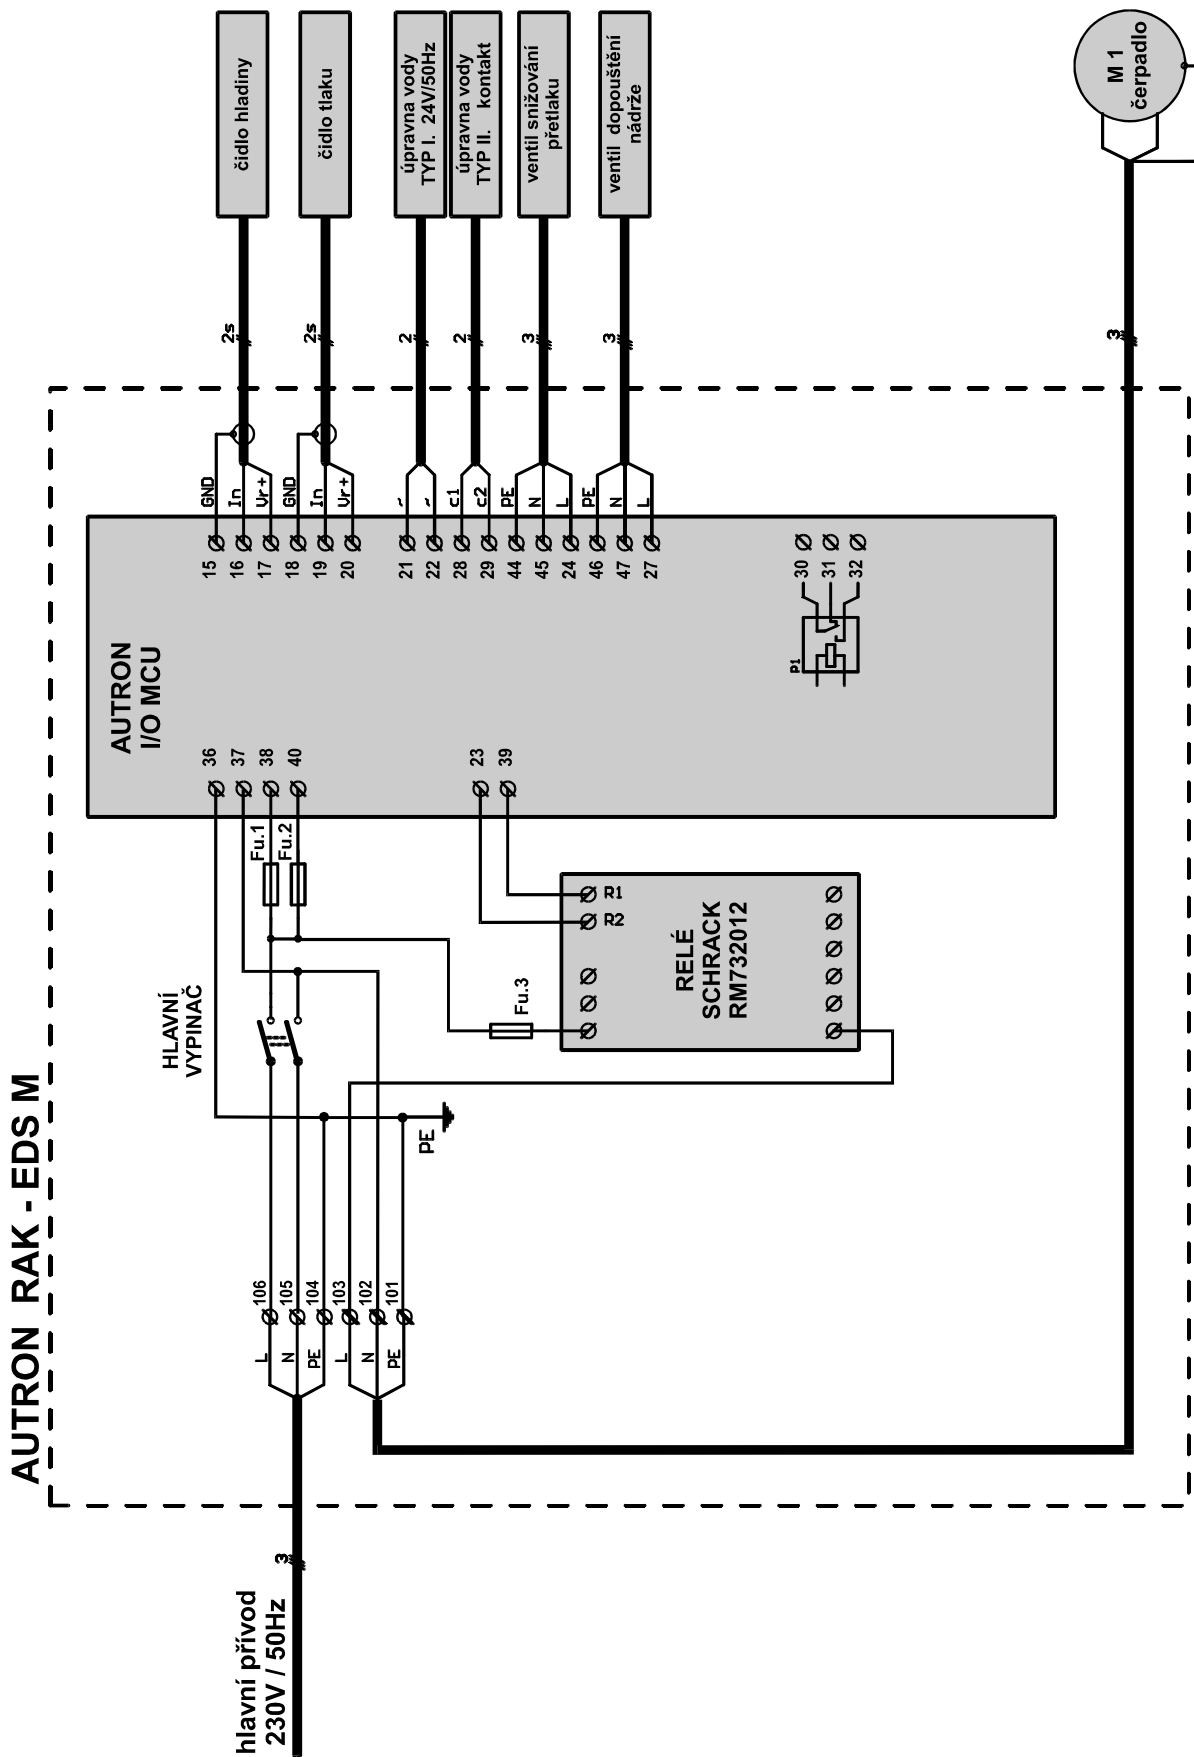 AUTRON RAK - EDS M
hlavní přívod
230V / 50Hz
3
L
N
PE
L
N
PE
106
105
104
103
102
101
PE
HLAVNÍ
VYPINAČ
Fu.1
Fu.2
Fu.3
RELÉ
SCHRACK
RM732012
R1
R2
AUTRON
I/O MCU
36
37
38
40
23
39
P1
15
16
17
18
19
20
21
22
28
29
44
45
24
46
47
27
30
31
32
GND
In
Vr+
GND
In
Vr+
~
~
c1
c2
PE
N
L
PE
N
L
2s
2s
2
2
3
3
3
čidlo hladiny
čidlo tlaku
úpravna vody
TYP I. 24V/50Hz
úpravna vody
TYP II. kontakt
ventil snižování
přetlaku
ventil dopouštění
nádrže
M 1
čerpadlo